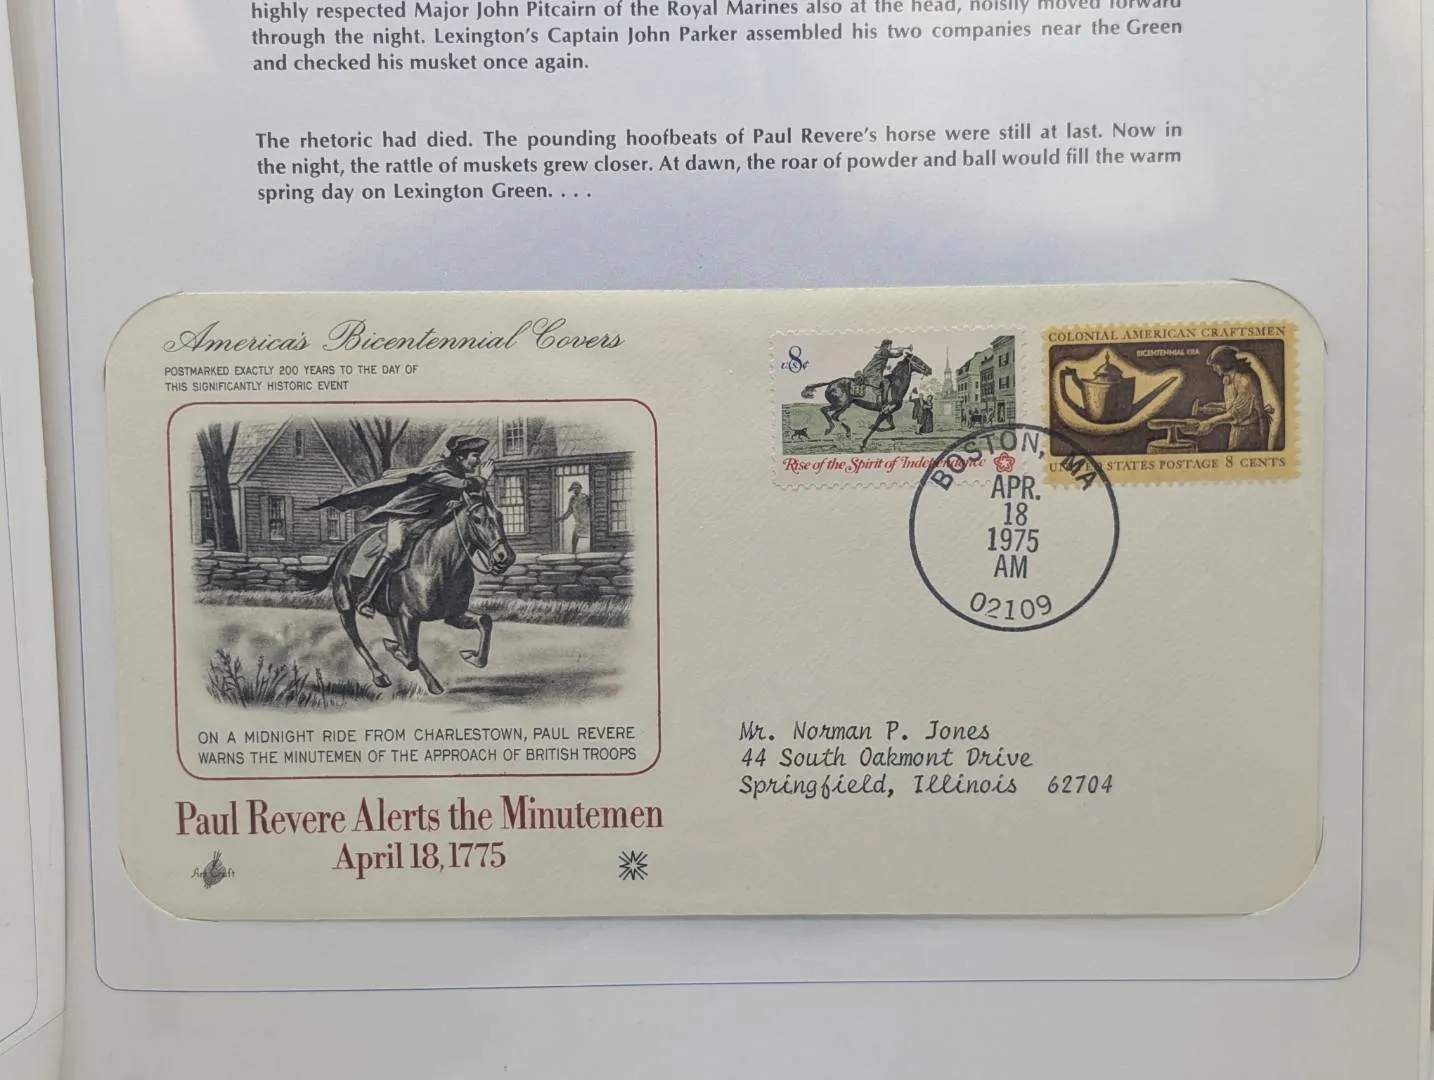 highly respected Major John Pitcairn of the Royal Marines also at the head, noisily moved forward
through the night. Lexington's Captain John Parker assembled his two companies near the Green
and checked his musket once again.
The rhetoric had died. The pounding hoofbeats of Paul Revere's horse were still at last. Now in
the night, the rattle of muskets grew closer. At dawn, the roar of powder and ball would fill the warm
spring day on Lexington Green. . . .
America's Bicentennial Covers
POSTMARKED EXACTLY 200 YEARS TO THE DAY OF
THIS SIGNIFICANTLY HISTORIC EVENT
8
US ¢
Rise of the Spirit of Independence
COLONIAL AMERICAN CRAFTSMEN
BICENTENNIAL ERA
UNITED STATES POSTAGE 8 CENTS
BOSTON, MA
APR.
18
1975
AM
02109
ON A MIDNIGHT RIDE FROM CHARLESTOWN, PAUL REVERE
WARNS THE MINUTEMEN OF THE APPROACH OF BRITISH TROOPS
Paul Revere Alerts the Minutemen
April 18, 1775
Art Craft
Mr. Norman P. Jones
44 South Oakmont Drive
Springfield, Illinois 62704